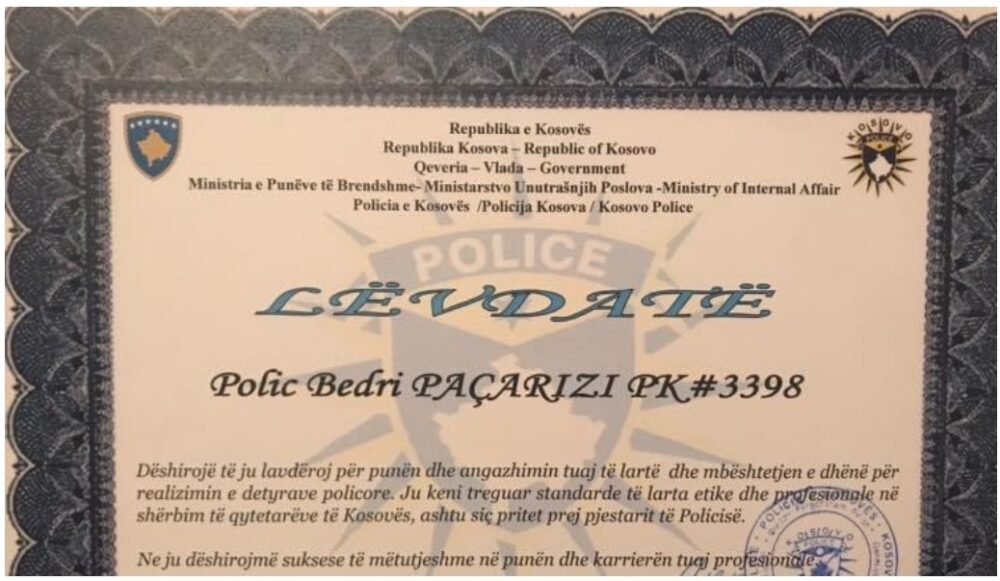 Republika e Kosovës
Republika Kosova – Republic of Kosovo
Qeveria – Vlada – Government
Ministria e Punëve të Brendshme- Ministarstvo Unutrašnjih Poslova -Ministry of Internal Affair
Policia e Kosovës /Policija Kosova / Kosovo Police
KOSOVO
POLICE
POLICE
LËVDATË
Polic Bedri PAÇARIZI PK#3398
Dëshirojë të ju lavdëroj për punën dhe angazhimin tuaj të lartë dhe mbështetjen e dhënë për
realizimin e detyrave policore. Ju keni treguar standarde të larta etike dhe profesionale në
shërbim të qytetarëve të Kosovës, ashtu siç pritet prej pjestarit të Policisë.
Ne ju dëshirojmë suksese të mëtutjeshme në punën dhe karrierën tuaj profesionale.